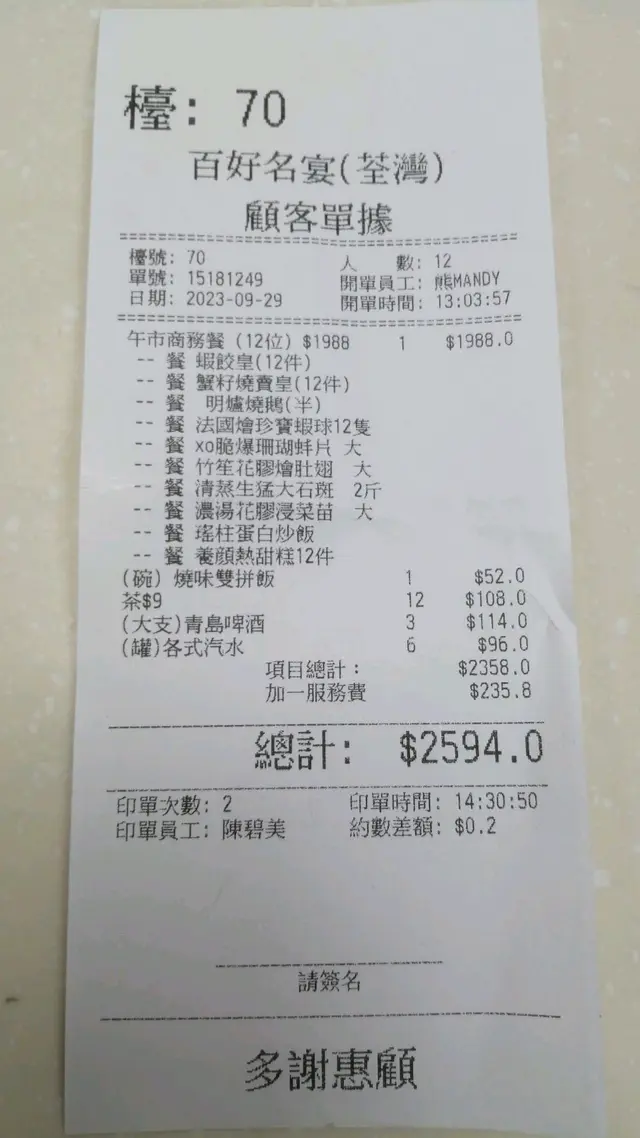 檯: 70
百好名宴(荃灣)
顧客單據
檯號: 70 人 數: 12
單號: 15181249 開單員工: 熊MANDY
日期: 2023-09-29 開單時間: 13:03:57
午市商務餐 (12位) $1988 1 $1988.0
-- 餐 蝦餃皇(12件)
-- 餐 蟹籽燒賣皇(12件)
-- 餐 明爐燒鵝(半)
-- 餐 法國燴珍寶蝦球12隻
-- 餐 xo脆爆珊瑚蚌片 大
-- 餐 竹笙花膠燴肚翅 大
-- 餐 清蒸生猛大石斑 2斤
-- 餐 濃湯花膠浸菜苗 大
-- 餐 瑤柱蛋白炒飯
-- 餐 養顏熱甜糕12件
(碗) 燒味雙拼飯 1 $52.0
茶$9 12 $108.0
(大支)青島啤酒 3 $114.0
(罐)各式汽水 6 $96.0
項目總計: $2358.0
加一服務費 $235.8
總計: $2594.0
印單次數: 2 印單時間: 14:30:50
印單員工: 陳碧美 約數差額: $0.2
請簽名
多謝惠顧